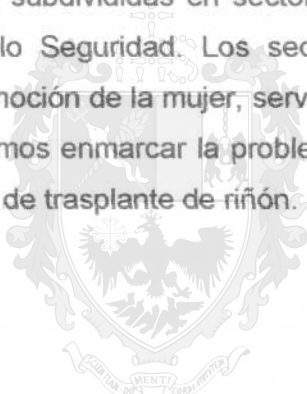 subdivididas en sector
lo Seguridad. Los sec
moción de la mujer, serv
mos enmarcar la proble
de trasplante de riñón.